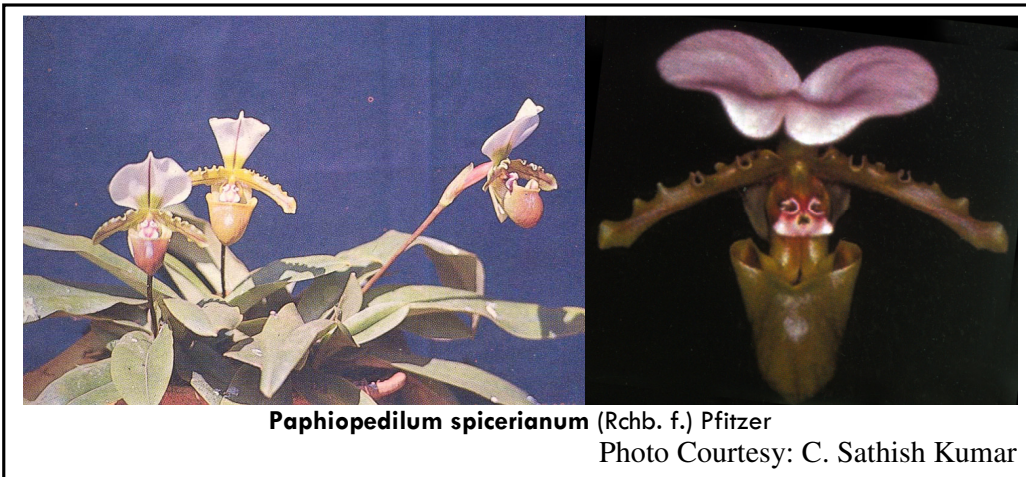 Paphiopedilum spicerianum (Rchb. f.) Pfitzer
Photo Courtesy: C. Sathish Kumar